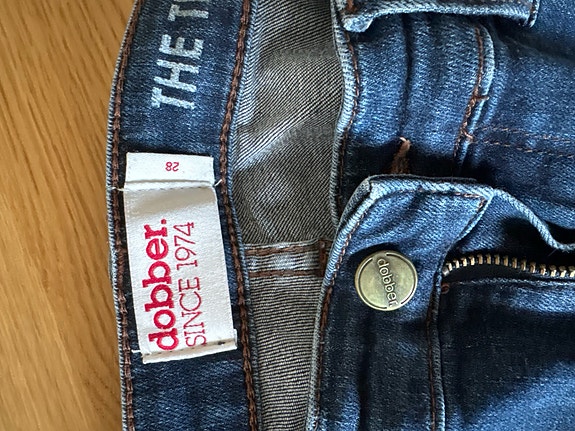 THE T
28
dobber.
SINCE 1974
dobber.